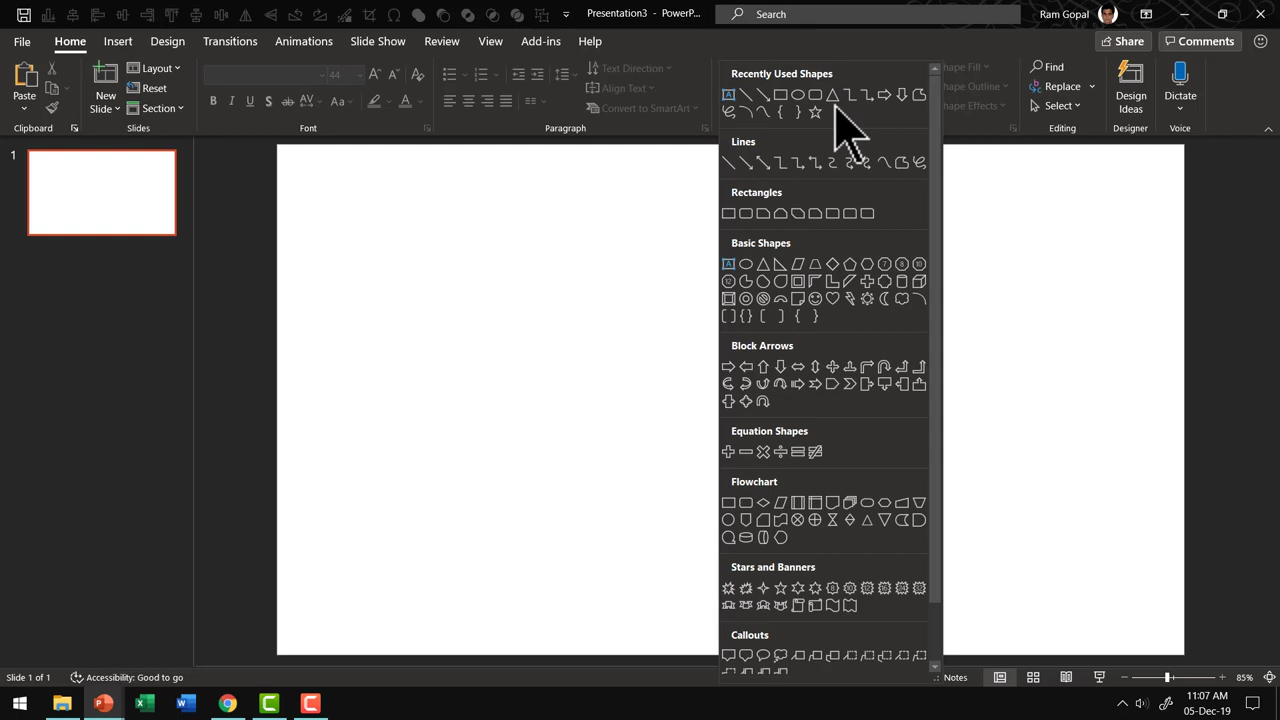 Presentation3 - PowerP...
Search
Ram Gopal
File
Home
Insert
Design
Transitions
Animations
Slide Show
Review
View
Add-ins
Help
Share
Comments
Paste
Clipboard
New
Slide
Layout
Reset
Section
Slides
44
B
I
U
S
ab
AV
Aa
Font
Text Direction
Align Text
Convert to SmartArt
Paragraph
Recently Used Shapes
Lines
Rectangles
Basic Shapes
Block Arrows
Equation Shapes
Flowchart
Stars and Banners
Callouts
Shape Fill
Shape Outline
Shape Effects
Find
Replace
Select
Editing
Design
Ideas
Designer
Dictate
Voice
1
Slide 1 of 1
Accessibility: Good to go
Notes
85%
11:07 AM
05-Dec-19